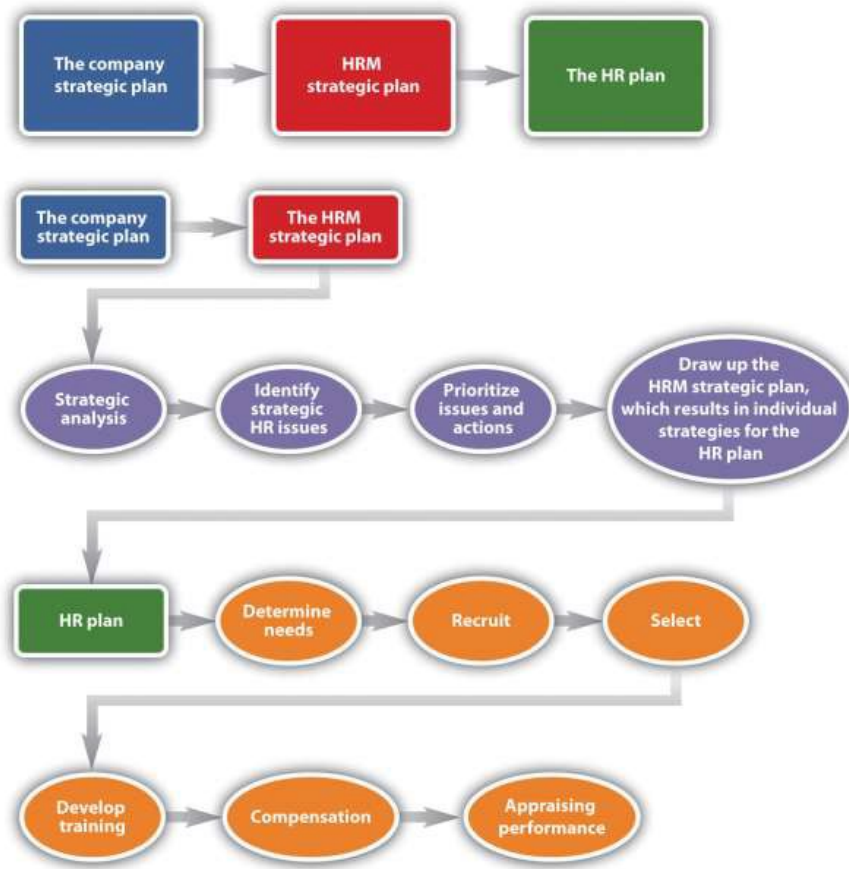 The company
strategic plan
HRM
strategic plan
The HR plan
The company
strategic plan
The HRM
strategic plan
Strategic
analysis
Identify
strategic
HR issues
Prioritize
issues and
actions
Draw up the
HRM strategic plan,
which results in individual
strategies for the
HR plan
HR plan
Determine
needs
Recruit
Select
Develop
training
Compensation
Appraising
performance